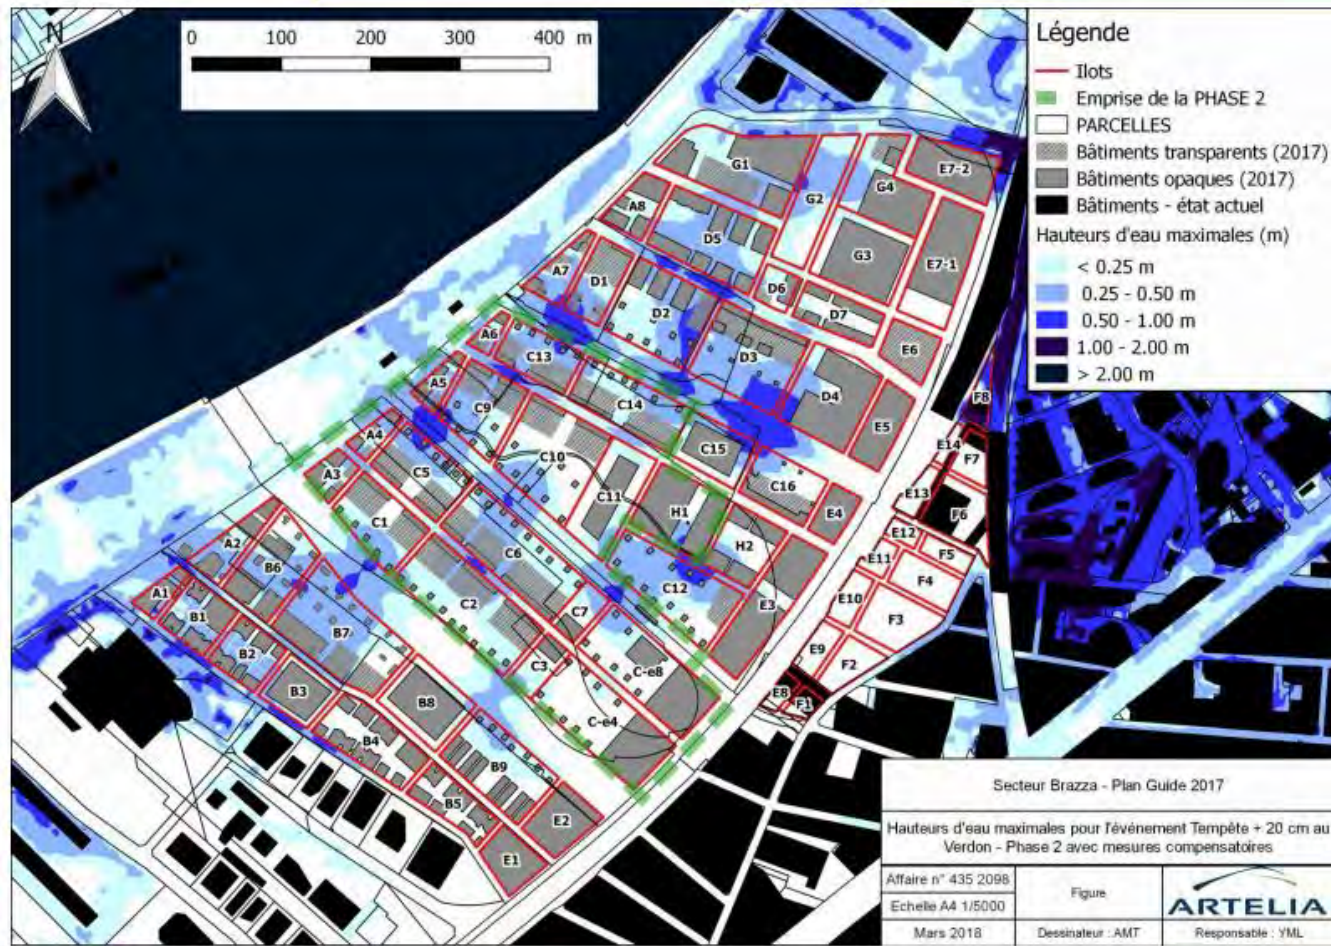 N
0 100 200 300 400 m
Légende
Ilots
Emprise de la PHASE 2
PARCELLES
Bâtiments transparents (2017)
Bâtiments opaques (2017)
Bâtiments - état actuel
Hauteurs d'eau maximales (m)
< 0.25 m
0.25 - 0.50 m
0.50 - 1.00 m
1.00 - 2.00 m
> 2.00 m
G1
E7-2
G4
G2
A8
D5
G3
E7-1
A7
D1
D6
D2
D7
A6
E6
C13
D3
A5
C14
D4
F8
C9
E5
A4
E14
C15
F7
C10
A3
C5
C16
E13
C11
E4
H1
F6
C1
A2
H2
E12
C6
F5
B6
E11
C12
F4
A1
C2
C7
E3
E10
B1
F3
B7
E9
B2
C3
C-e8
F2
B3
B8
E8
F1
C-e4
B4
B9
B5
E2
E1
Secteur Brazza - Plan Guide 2017
Hauteurs d'eau maximales pour l'événement Tempête + 20 cm au
Verdon - Phase 2 avec mesures compensatoires
Affaire n° 435 2098
Figure
Echelle A4 1/5000
ARTELIA
Mars 2018
Dessinateur : AMT
Responsable : YML